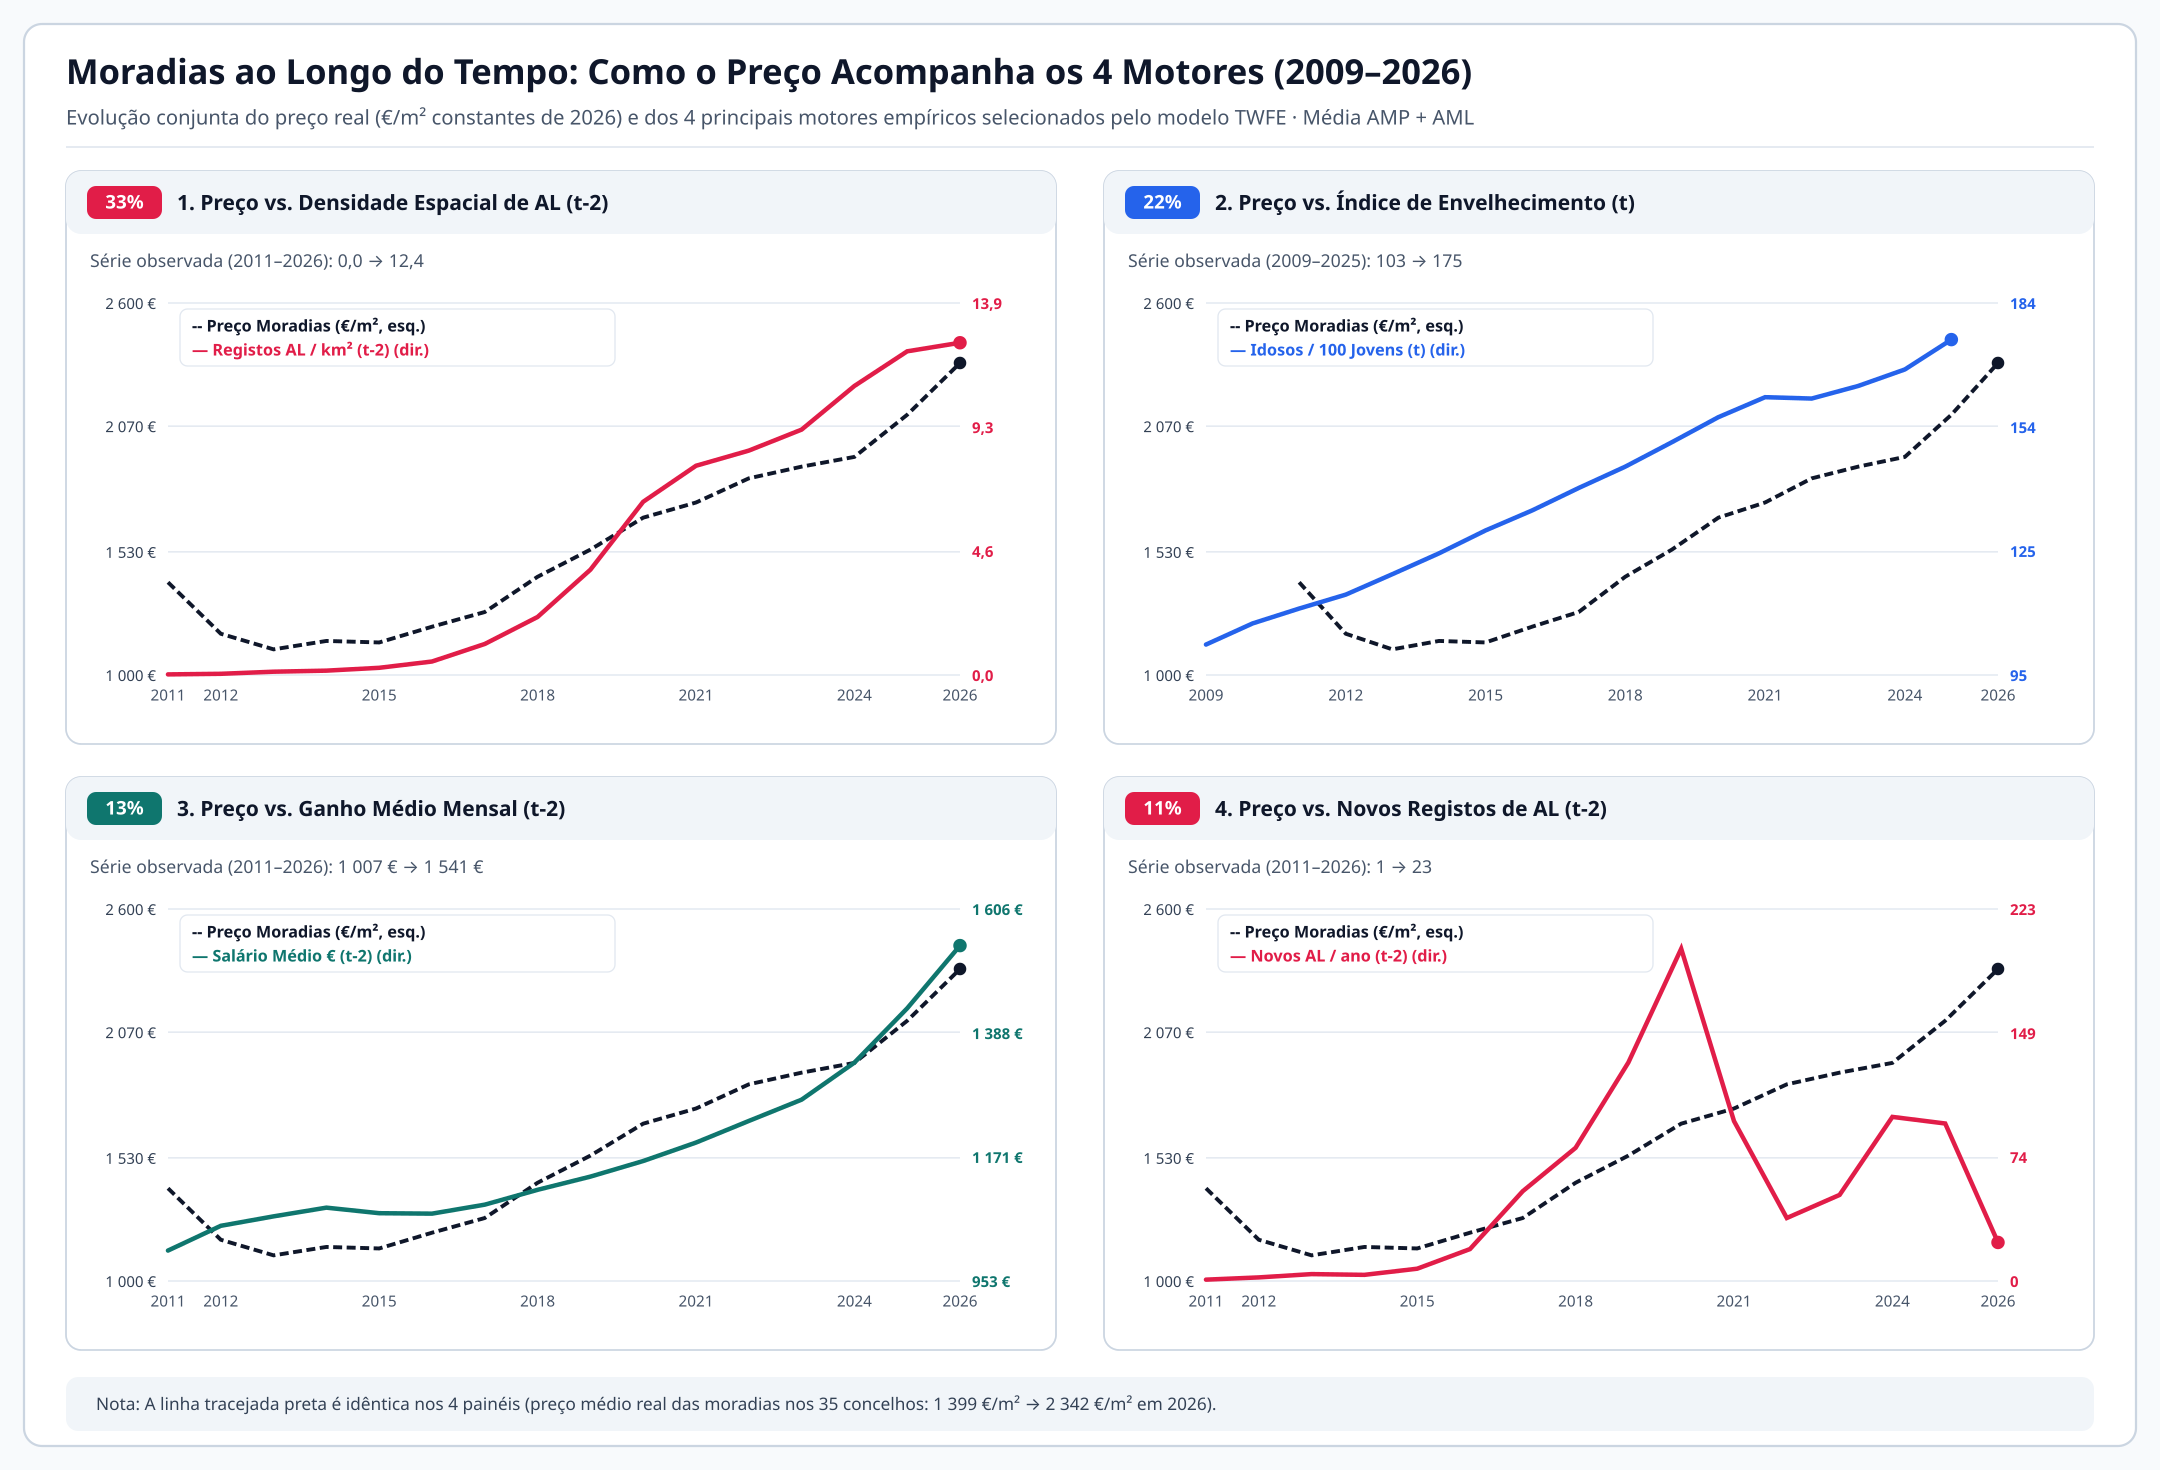 Moradias ao Longo do Tempo: Como o Preço Acompanha os 4 Motores (2009–2026)
Evolução conjunta do preço real (€/m² constantes de 2026) e dos 4 principais motores empíricos selecionados pelo modelo TWFE · Média AMP + AML
33% 1. Preço vs. Densidade Espacial de AL (t-2)
Série observada (2011–2026): 0,0 → 12,4
2 600 € 13,9
-- Preço Moradias (€/m², esq.)
— Registos AL / km² (t-2) (dir.)
2 070 € 9,3
1 530 € 4,6
1 000 € 0,0
2011 2012 2015 2018 2021 2024 2026
22% 2. Preço vs. Índice de Envelhecimento (t)
Série observada (2009–2025): 103 → 175
2 600 € 184
-- Preço Moradias (€/m², esq.)
— Idosos / 100 Jovens (t) (dir.)
2 070 € 154
1 530 € 125
1 000 € 95
2009 2012 2015 2018 2021 2024 2026
13% 3. Preço vs. Ganho Médio Mensal (t-2)
Série observada (2011–2026): 1 007 € → 1 541 €
2 600 € 1 606 €
-- Preço Moradias (€/m², esq.)
— Salário Médio € (t-2) (dir.)
2 070 € 1 388 €
1 530 € 1 171 €
1 000 € 953 €
2011 2012 2015 2018 2021 2024 2026
11% 4. Preço vs. Novos Registos de AL (t-2)
Série observada (2011–2026): 1 → 23
2 600 € 223
-- Preço Moradias (€/m², esq.)
— Novos AL / ano (t-2) (dir.)
2 070 € 149
1 530 € 74
1 000 € 0
2011 2012 2015 2018 2021 2024 2026
Nota: A linha tracejada preta é idêntica nos 4 painéis (preço médio real das moradias nos 35 concelhos: 1 399 €/m² → 2 342 €/m² em 2026).